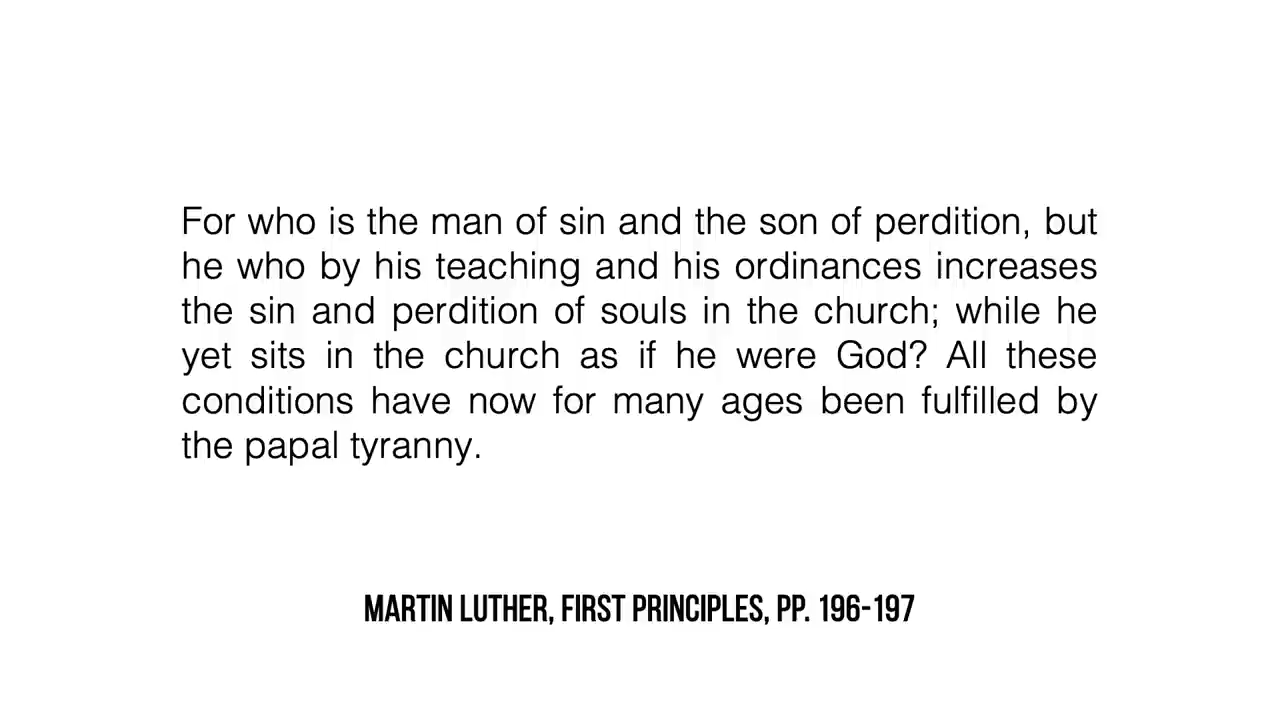 For who is the man of sin and the son of perdition, but
he who by his teaching and his ordinances increases
the sin and perdition of souls in the church; while he
yet sits in the church as if he were God? All these
conditions have now for many ages been fulfilled by
the papal tyranny.
MARTIN LUTHER, FIRST PRINCIPLES, PP. 196-197